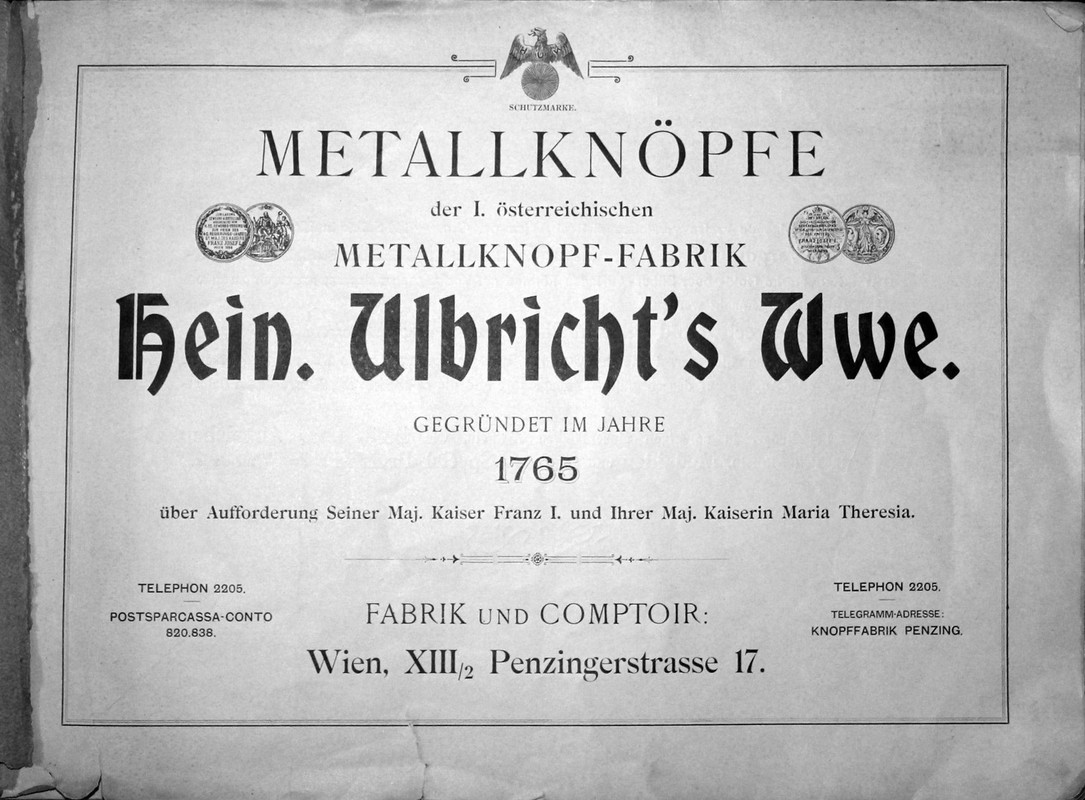 SCHUTZMARKE.
METALLKNÖPFE
der I. österreichischen
METALLKNOPF-FABRIK
Hein. Ulbricht's Wwe.
GEGRÜNDET IM JAHRE
1765
über Aufforderung Seiner Maj. Kaiser Franz I. und Ihrer Maj. Kaiserin Maria Theresia.
TELEPHON 2205.
POSTSPARCASSA-CONTO
820.838.
FABRIK UND COMPTOIR:
Wien, XIII/2 Penzingerstrasse 17.
TELEPHON 2205.
TELEGRAMM-ADRESSE:
KNOPFFABRIK PENZING.